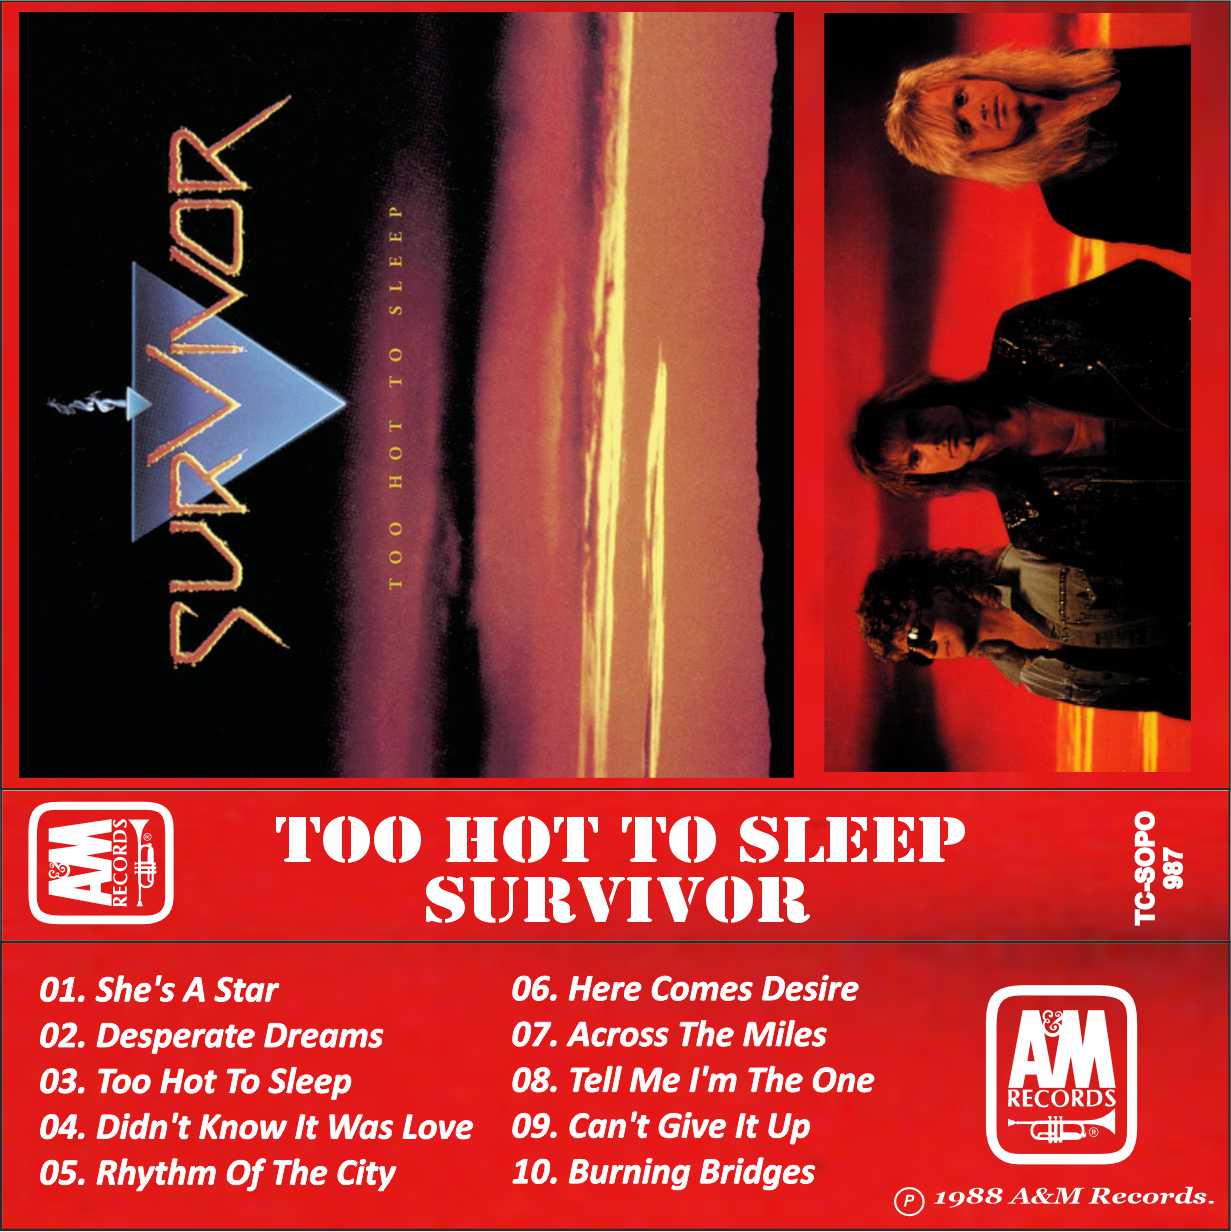 SURVIVOR
TOO HOT TO SLEEP
A&M
RECORDS
®
TOO HOT TO SLEEP
SURVIVOR
TC-SOPO
987
01. She's A Star
02. Desperate Dreams
03. Too Hot To Sleep
04. Didn't Know It Was Love
05. Rhythm Of The City
06. Here Comes Desire
07. Across The Miles
08. Tell Me I'm The One
09. Can't Give It Up
10. Burning Bridges
A&M
RECORDS
®
℗ 1988 A&M Records.